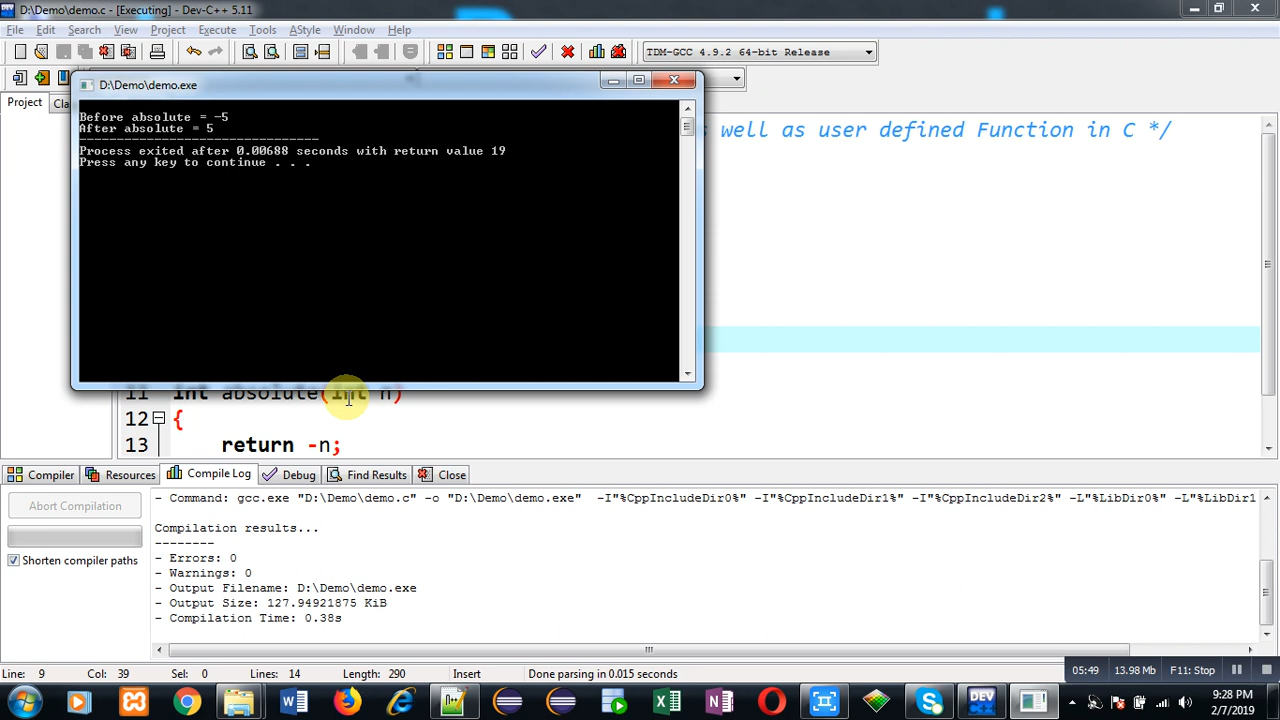 D:\Demo\demo.c - [Executing] - Dev-C++ 5.11
File Edit Search View Project Execute Tools AStyle Window Help
TDM-GCC 4.9.2 64-bit Release
D:\Demo\demo.exe
Project Cla
s well as user defined Function in C */
Before absolute = -5
After absolute = 5
--------------------------------
Process exited after 0.00688 seconds with return value 19
Press any key to continue . . .
11 int absolute(int n)
12 {
13 return -n;
Compiler Resources Compile Log Debug Find Results Close
- Command: gcc.exe "D:\Demo\demo.c" -o "D:\Demo\demo.exe" -I"%CppIncludeDir0%" -I"%CppIncludeDir1%" -I"%CppIncludeDir2%" -L"%LibDir0%" -L"%LibDir1
Abort Compilation
Compilation results...
--------
- Errors: 0
Shorten compiler paths
- Warnings: 0
- Output Filename: D:\Demo\demo.exe
- Output Size: 127.94921875 KiB
- Compilation Time: 0.38s
Line: 9 Col: 39 Sel: 0 Lines: 14 Length: 290 Insert Done parsing in 0.015 seconds
05:49 13.98 Mb F11: Stop
DEV
9:28 PM
2/7/2019